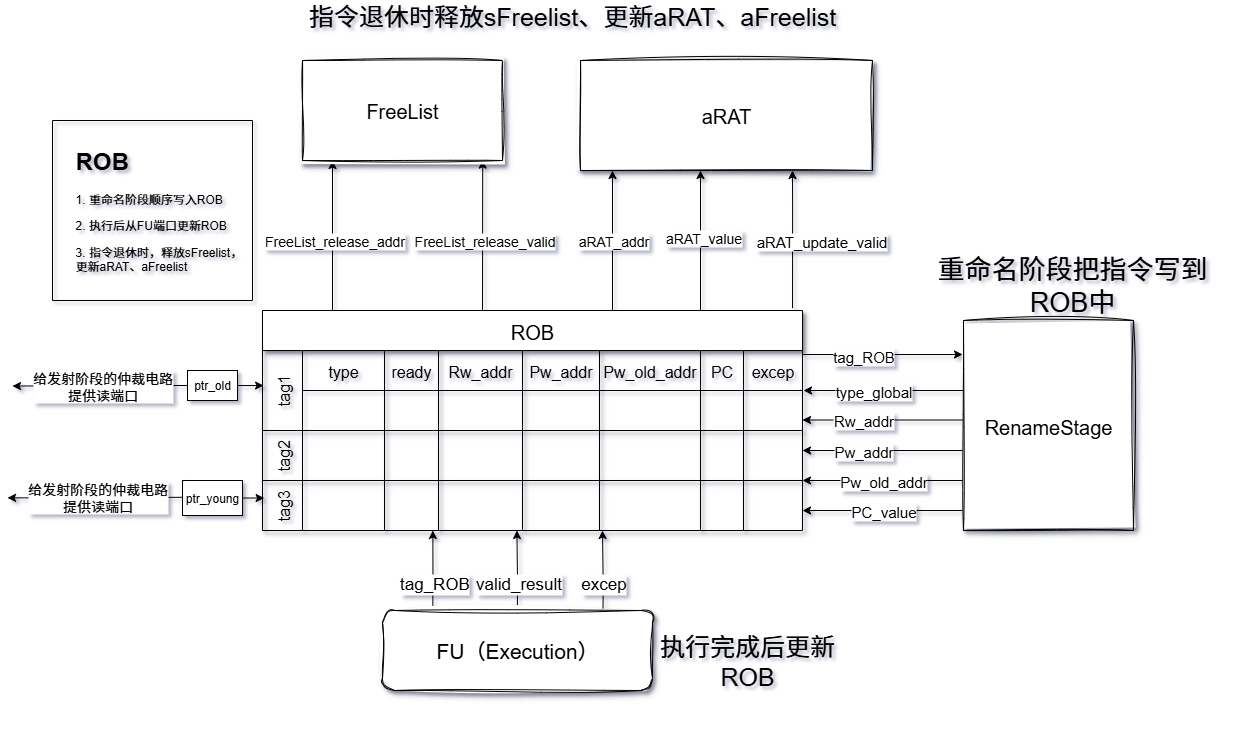 指令退休时释放sFreelist、更新aRAT、aFreelist
FreeList
aRAT
ROB
1. 重命名阶段顺序写入ROB
2. 执行后从FU端口更新ROB
3. 指令退休时，释放sFreelist，
更新aRAT、aFreelist
FreeList_release_addr
FreeList_release_valid
aRAT_addr
aRAT_value
aRAT_update_valid
重命名阶段把指令写到
ROB中
ROB
tag1
type
ready
Rw_addr
Pw_addr
Pw_old_addr
PC
excep
tag2
tag3
给发射阶段的仲裁电路
提供读端口
ptr_old
给发射阶段的仲裁电路
提供读端口
ptr_young
tag_ROB
type_global
Rw_addr
Pw_addr
Pw_old_addr
PC_value
RenameStage
tag_ROB
valid_result
excep
FU（Execution）
执行完成后更新
ROB